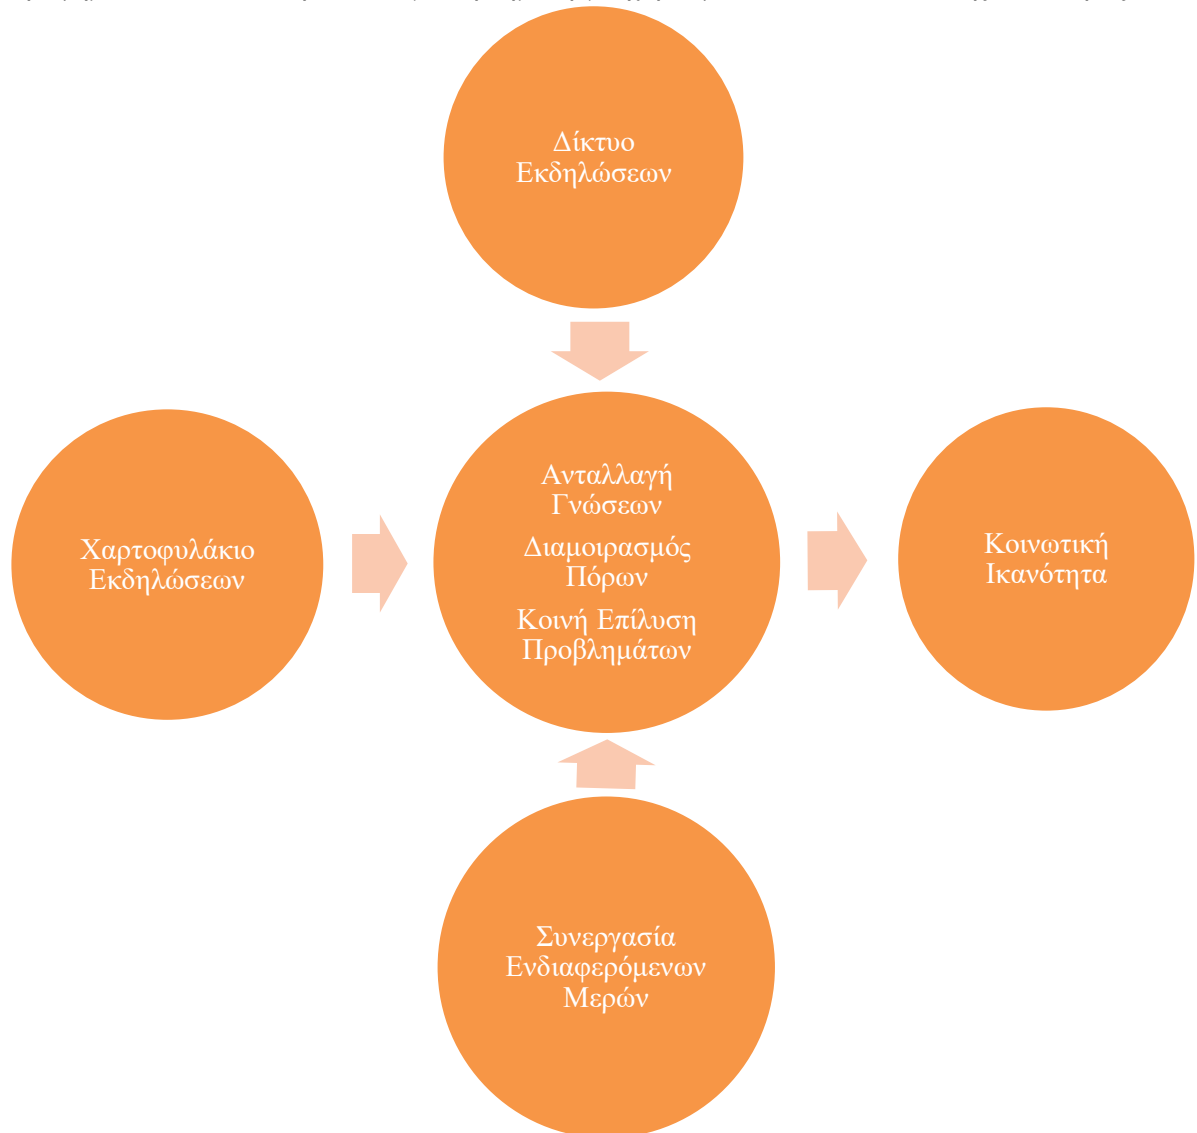 Δίκτυο
Εκδηλώσεων
Χαρτοφυλάκιο
Εκδηλώσεων
Ανταλλαγή
Γνώσεων
Διαμοιρασμός
Πόρων
Κοινή Επίλυση
Προβλημάτων
Κοινωτική
Ικανότητα
Συνεργασία
Ενδιαφερόμενων
Μερών